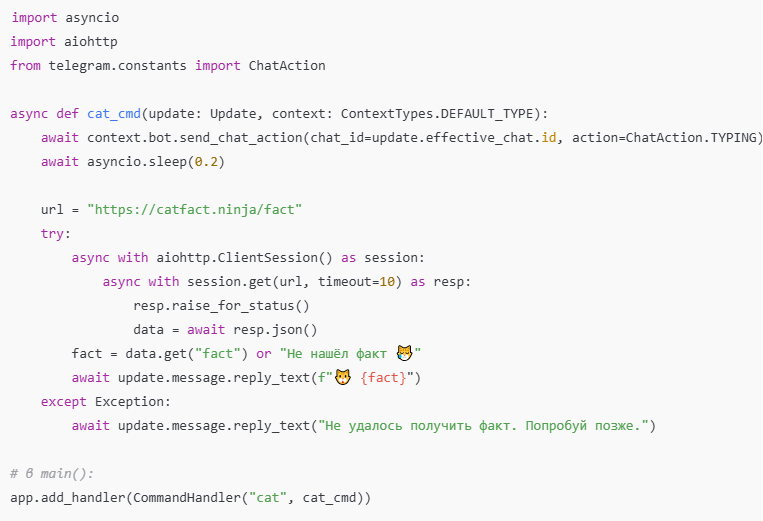 import asyncio
import aiohttp
from telegram.constants import ChatAction
async def cat_cmd(update: Update, context: ContextTypes.DEFAULT_TYPE):
    await context.bot.send_chat_action(chat_id=update.effective_chat.id, action=ChatAction.TYPING)
    await asyncio.sleep(0.2)
    url = "https://catfact.ninja/fact"
    try:
        async with aiohttp.ClientSession() as session:
            async with session.get(url, timeout=10) as resp:
                resp.raise_for_status()
                data = await resp.json()
        fact = data.get("fact") or "Не нашёл факт 😿"
        await update.message.reply_text(f"🐱 {fact}")
    except Exception:
        await update.message.reply_text("Не удалось получить факт. Попробуй позже.")
# в main():
app.add_handler(CommandHandler("cat", cat_cmd))